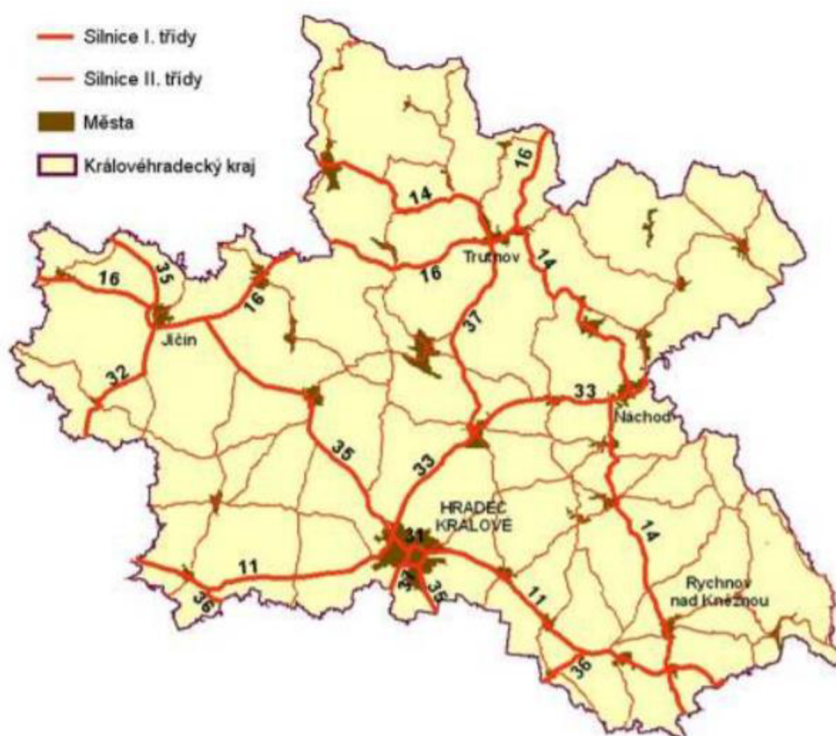 Silnice I. třídy
Silnice II. třídy
Města
Královéhradecký kraj
16
14
Trutnov
14
35
16
16
16
Jičín
37
32
33
Náchod
35
33
HRADEC
KRÁLOVÉ
31
14
11
37
35
36
11
Rychnov
nad Kněžnou
36